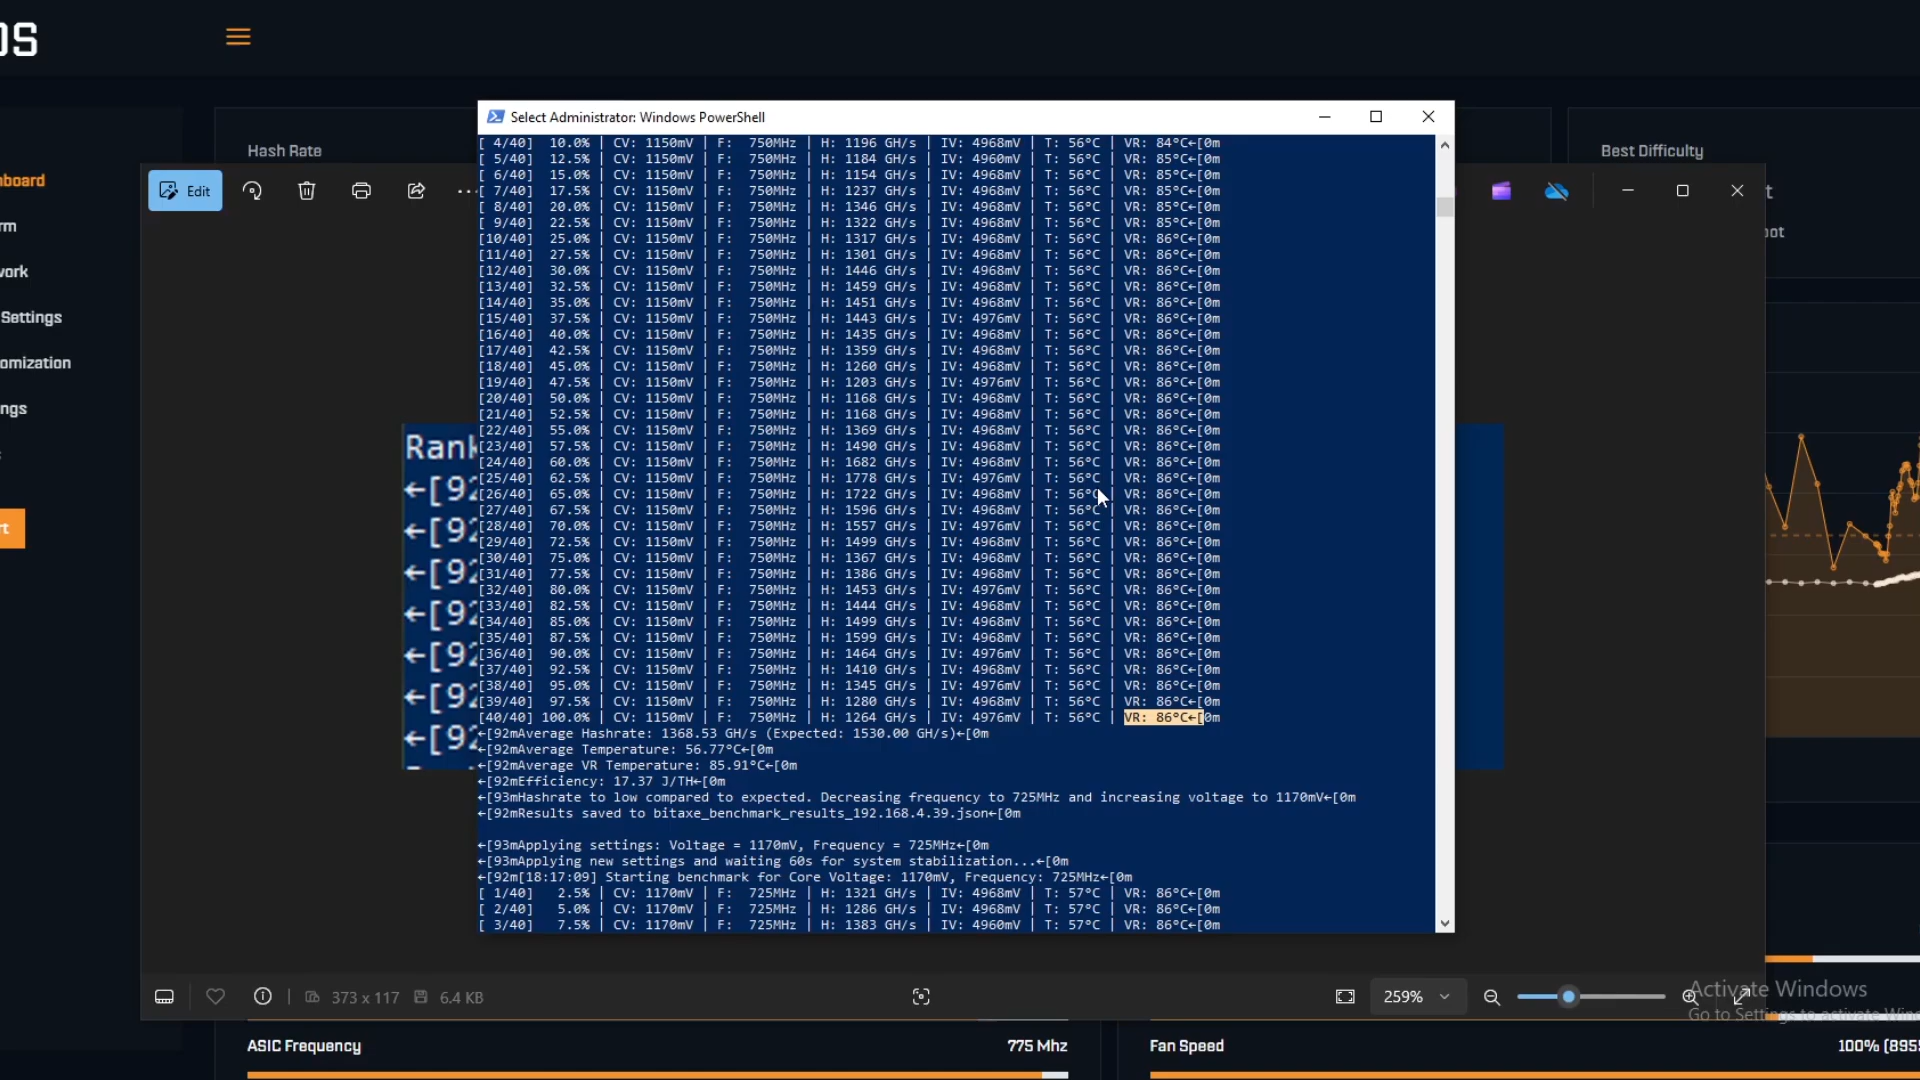 OS
Hash Rate
Best Difficulty
Select Administrator: Windows PowerShell
[ 4/40]  10.0% | CV: 1150mV | F:  750MHz | H: 1196 GH/s | IV: 4968mV | T: 56°C | VR: 84°C←[0m
[ 5/40]  12.5% | CV: 1150mV | F:  750MHz | H: 1184 GH/s | IV: 4960mV | T: 56°C | VR: 85°C←[0m
[ 6/40]  15.0% | CV: 1150mV | F:  750MHz | H: 1154 GH/s | IV: 4968mV | T: 56°C | VR: 85°C←[0m
[ 7/40]  17.5% | CV: 1150mV | F:  750MHz | H: 1237 GH/s | IV: 4968mV | T: 56°C | VR: 85°C←[0m
[ 8/40]  20.0% | CV: 1150mV | F:  750MHz | H: 1346 GH/s | IV: 4968mV | T: 56°C | VR: 85°C←[0m
[ 9/40]  22.5% | CV: 1150mV | F:  750MHz | H: 1322 GH/s | IV: 4968mV | T: 56°C | VR: 85°C←[0m
[10/40]  25.0% | CV: 1150mV | F:  750MHz | H: 1317 GH/s | IV: 4968mV | T: 56°C | VR: 86°C←[0m
[11/40]  27.5% | CV: 1150mV | F:  750MHz | H: 1301 GH/s | IV: 4968mV | T: 56°C | VR: 86°C←[0m
[12/40]  30.0% | CV: 1150mV | F:  750MHz | H: 1446 GH/s | IV: 4968mV | T: 56°C | VR: 86°C←[0m
[13/40]  32.5% | CV: 1150mV | F:  750MHz | H: 1459 GH/s | IV: 4968mV | T: 56°C | VR: 86°C←[0m
[14/40]  35.0% | CV: 1150mV | F:  750MHz | H: 1451 GH/s | IV: 4968mV | T: 56°C | VR: 86°C←[0m
[15/40]  37.5% | CV: 1150mV | F:  750MHz | H: 1443 GH/s | IV: 4976mV | T: 56°C | VR: 86°C←[0m
[16/40]  40.0% | CV: 1150mV | F:  750MHz | H: 1435 GH/s | IV: 4968mV | T: 56°C | VR: 86°C←[0m
[17/40]  42.5% | CV: 1150mV | F:  750MHz | H: 1359 GH/s | IV: 4968mV | T: 56°C | VR: 86°C←[0m
[18/40]  45.0% | CV: 1150mV | F:  750MHz | H: 1260 GH/s | IV: 4968mV | T: 56°C | VR: 86°C←[0m
[19/40]  47.5% | CV: 1150mV | F:  750MHz | H: 1203 GH/s | IV: 4976mV | T: 56°C | VR: 86°C←[0m
[20/40]  50.0% | CV: 1150mV | F:  750MHz | H: 1168 GH/s | IV: 4968mV | T: 56°C | VR: 86°C←[0m
[21/40]  52.5% | CV: 1150mV | F:  750MHz | H: 1168 GH/s | IV: 4968mV | T: 56°C | VR: 86°C←[0m
[22/40]  55.0% | CV: 1150mV | F:  750MHz | H: 1369 GH/s | IV: 4968mV | T: 56°C | VR: 86°C←[0m
[23/40]  57.5% | CV: 1150mV | F:  750MHz | H: 1490 GH/s | IV: 4968mV | T: 56°C | VR: 86°C←[0m
[24/40]  60.0% | CV: 1150mV | F:  750MHz | H: 1682 GH/s | IV: 4968mV | T: 56°C | VR: 86°C←[0m
[25/40]  62.5% | CV: 1150mV | F:  750MHz | H: 1778 GH/s | IV: 4976mV | T: 56°C | VR: 86°C←[0m
[26/40]  65.0% | CV: 1150mV | F:  750MHz | H: 1722 GH/s | IV: 4968mV | T: 56°C | VR: 86°C←[0m
[27/40]  67.5% | CV: 1150mV | F:  750MHz | H: 1596 GH/s | IV: 4968mV | T: 56°C | VR: 86°C←[0m
[28/40]  70.0% | CV: 1150mV | F:  750MHz | H: 1557 GH/s | IV: 4976mV | T: 56°C | VR: 86°C←[0m
[29/40]  72.5% | CV: 1150mV | F:  750MHz | H: 1499 GH/s | IV: 4968mV | T: 56°C | VR: 86°C←[0m
[30/40]  75.0% | CV: 1150mV | F:  750MHz | H: 1367 GH/s | IV: 4968mV | T: 56°C | VR: 86°C←[0m
[31/40]  77.5% | CV: 1150mV | F:  750MHz | H: 1386 GH/s | IV: 4968mV | T: 56°C | VR: 86°C←[0m
[32/40]  80.0% | CV: 1150mV | F:  750MHz | H: 1453 GH/s | IV: 4976mV | T: 56°C | VR: 86°C←[0m
[33/40]  82.5% | CV: 1150mV | F:  750MHz | H: 1444 GH/s | IV: 4968mV | T: 56°C | VR: 86°C←[0m
[34/40]  85.0% | CV: 1150mV | F:  750MHz | H: 1499 GH/s | IV: 4968mV | T: 56°C | VR: 86°C←[0m
[35/40]  87.5% | CV: 1150mV | F:  750MHz | H: 1599 GH/s | IV: 4968mV | T: 56°C | VR: 86°C←[0m
[36/40]  90.0% | CV: 1150mV | F:  750MHz | H: 1464 GH/s | IV: 4976mV | T: 56°C | VR: 86°C←[0m
[37/40]  92.5% | CV: 1150mV | F:  750MHz | H: 1410 GH/s | IV: 4968mV | T: 56°C | VR: 86°C←[0m
[38/40]  95.0% | CV: 1150mV | F:  750MHz | H: 1345 GH/s | IV: 4976mV | T: 56°C | VR: 86°C←[0m
[39/40]  97.5% | CV: 1150mV | F:  750MHz | H: 1280 GH/s | IV: 4968mV | T: 56°C | VR: 86°C←[0m
[40/40] 100.0% | CV: 1150mV | F:  750MHz | H: 1264 GH/s | IV: 4976mV | T: 56°C | VR: 86°C←[0m
←[92mAverage Hashrate: 1368.53 GH/s (Expected: 1530.00 GH/s)←[0m
←[92mAverage Temperature: 56.77°C←[0m
←[92mAverage VR Temperature: 85.91°C←[0m
←[92mEfficiency: 17.37 J/TH←[0m
←[93mHashrate to low compared to expected. Decreasing frequency to 725MHz and increasing voltage to 1170mV←[0m
←[92mResults saved to bitaxe_benchmark_results_192.168.4.39.json←[0m
←[93mApplying settings: Voltage = 1170mV, Frequency = 725MHz←[0m
←[93mApplying new settings and waiting 60s for system stabilization...←[0m
←[92m[18:17:09] Starting benchmark for Core Voltage: 1170mV, Frequency: 725MHz←[0m
[ 1/40]   2.5% | CV: 1170mV | F:  725MHz | H: 1321 GH/s | IV: 4968mV | T: 57°C | VR: 86°C←[0m
[ 2/40]   5.0% | CV: 1170mV | F:  725MHz | H: 1286 GH/s | IV: 4968mV | T: 57°C | VR: 86°C←[0m
[ 3/40]   7.5% | CV: 1170mV | F:  725MHz | H: 1383 GH/s | IV: 4960mV | T: 57°C | VR: 86°C←[0m
Edit
t
oot
board
rm
work
Settings
omization
ngs
rt
Rank
←[92
←[92
←[92
←[92
←[92
←[92
←[92
373 x 117
6.4 KB
259%
Activate Windows
Go to Settings to activate Win
ASIC Frequency
775 Mhz
Fan Speed
100% (895